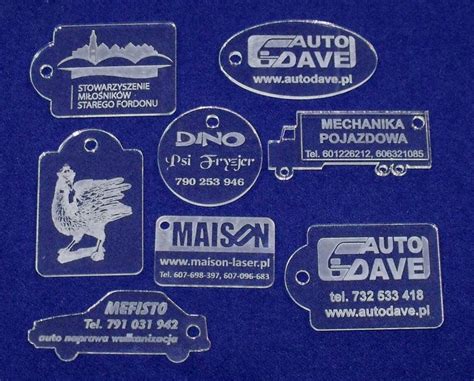 STOWARZYSZENIE
MIŁOŚNIKÓW
STAREGO FORDONU
AUTO
DAVE
www.autodave.pl
DINO
Psi Fryzjer
790 253 946
MECHANIKA
POJAZDOWA
Tel. 601226212, 606321085
MAISON
www.maison-laser.pl
Tel. 607-698-397, 607-096-683
AUTO
DAVE
tel. 732 533 418
www.autodave.pl
MEFISTO
Tel. 791 031 942
auto naprawa wulkanizacja